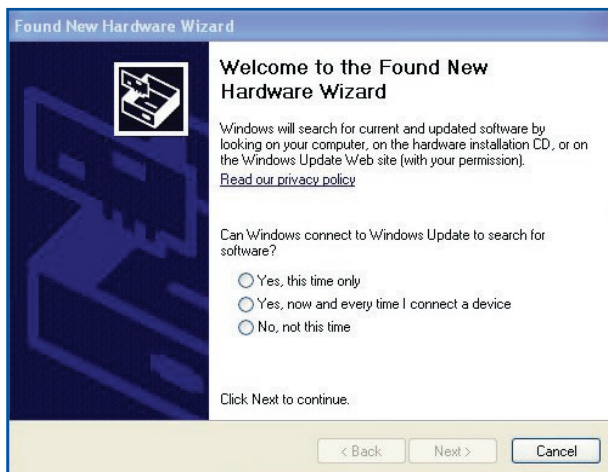 Found New Hardware Wizard
Welcome to the Found New
Hardware Wizard
Windows will search for current and updated software by
looking on your computer, on the hardware installation CD, or on
the Windows Update Web site (with your permission).
Read our privacy policy
Can Windows connect to Windows Update to search for
software?
Yes, this time only
Yes, now and every time I connect a device
No, not this time
Click Next to continue.
< Back Next > Cancel